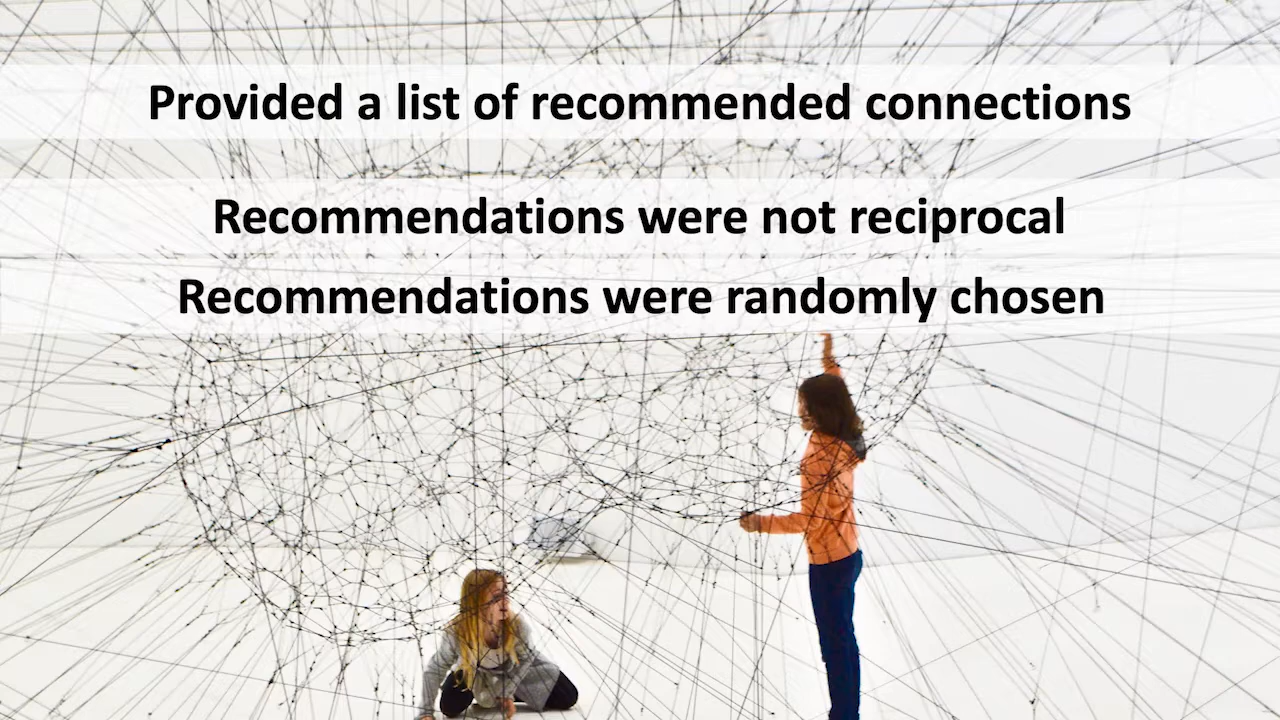 Provided a list of recommended connections
Recommendations were not reciprocal
Recommendations were randomly chosen